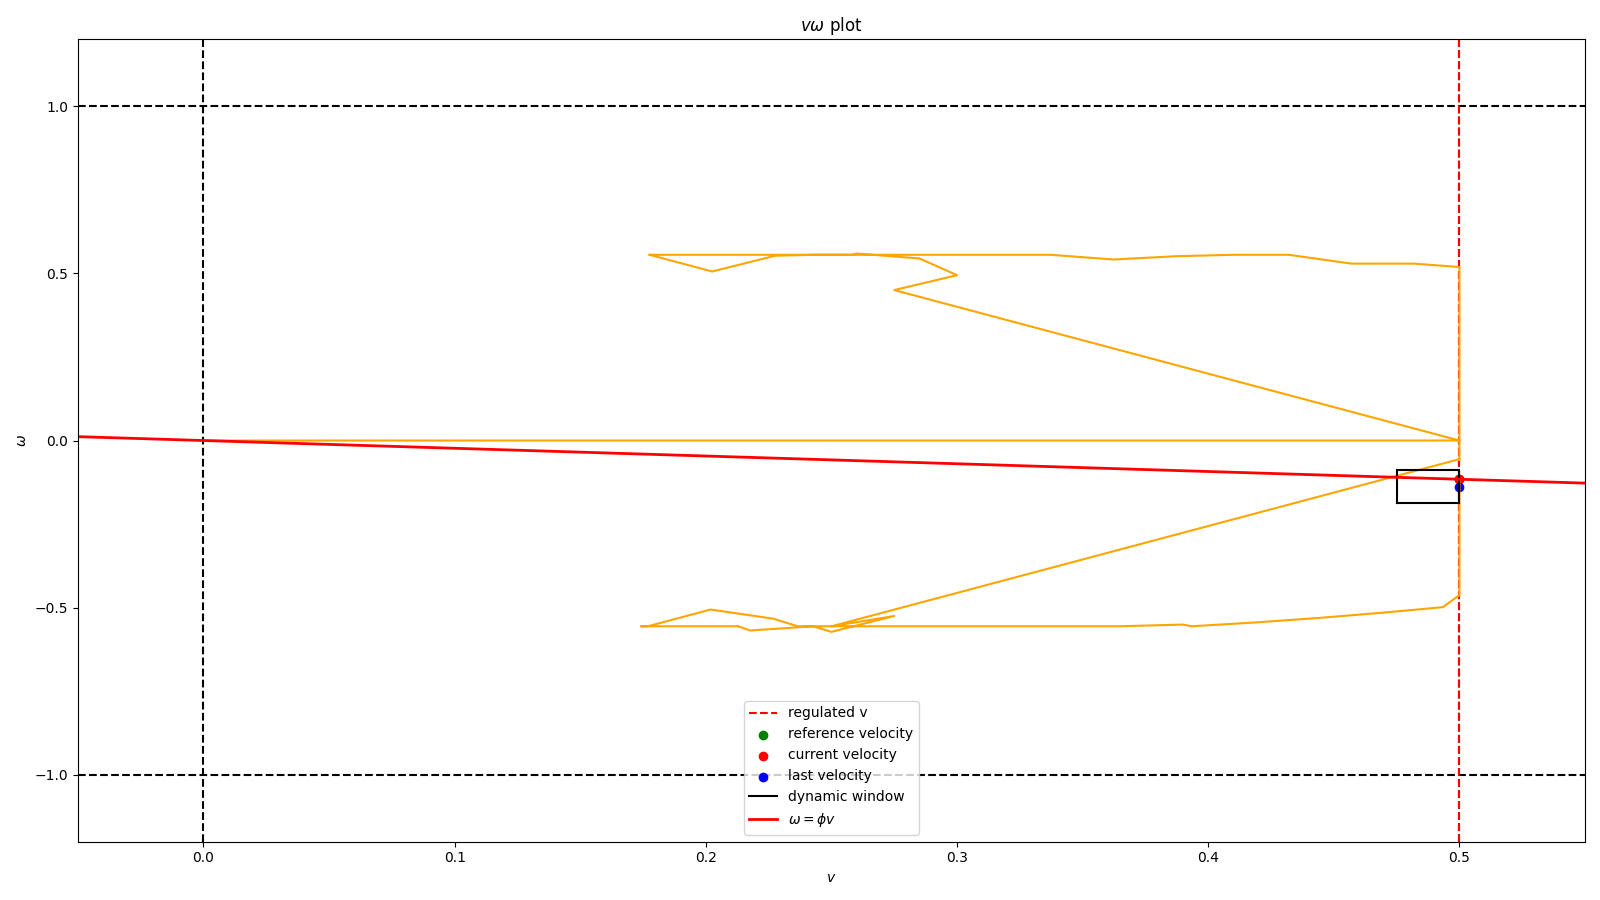 vω plot
1.0
0.5
0.0
−0.5
−1.0
ω
0.0
0.1
0.2
0.3
0.4
0.5
v
regulated v
reference velocity
current velocity
last velocity
dynamic window
ω = ϕv